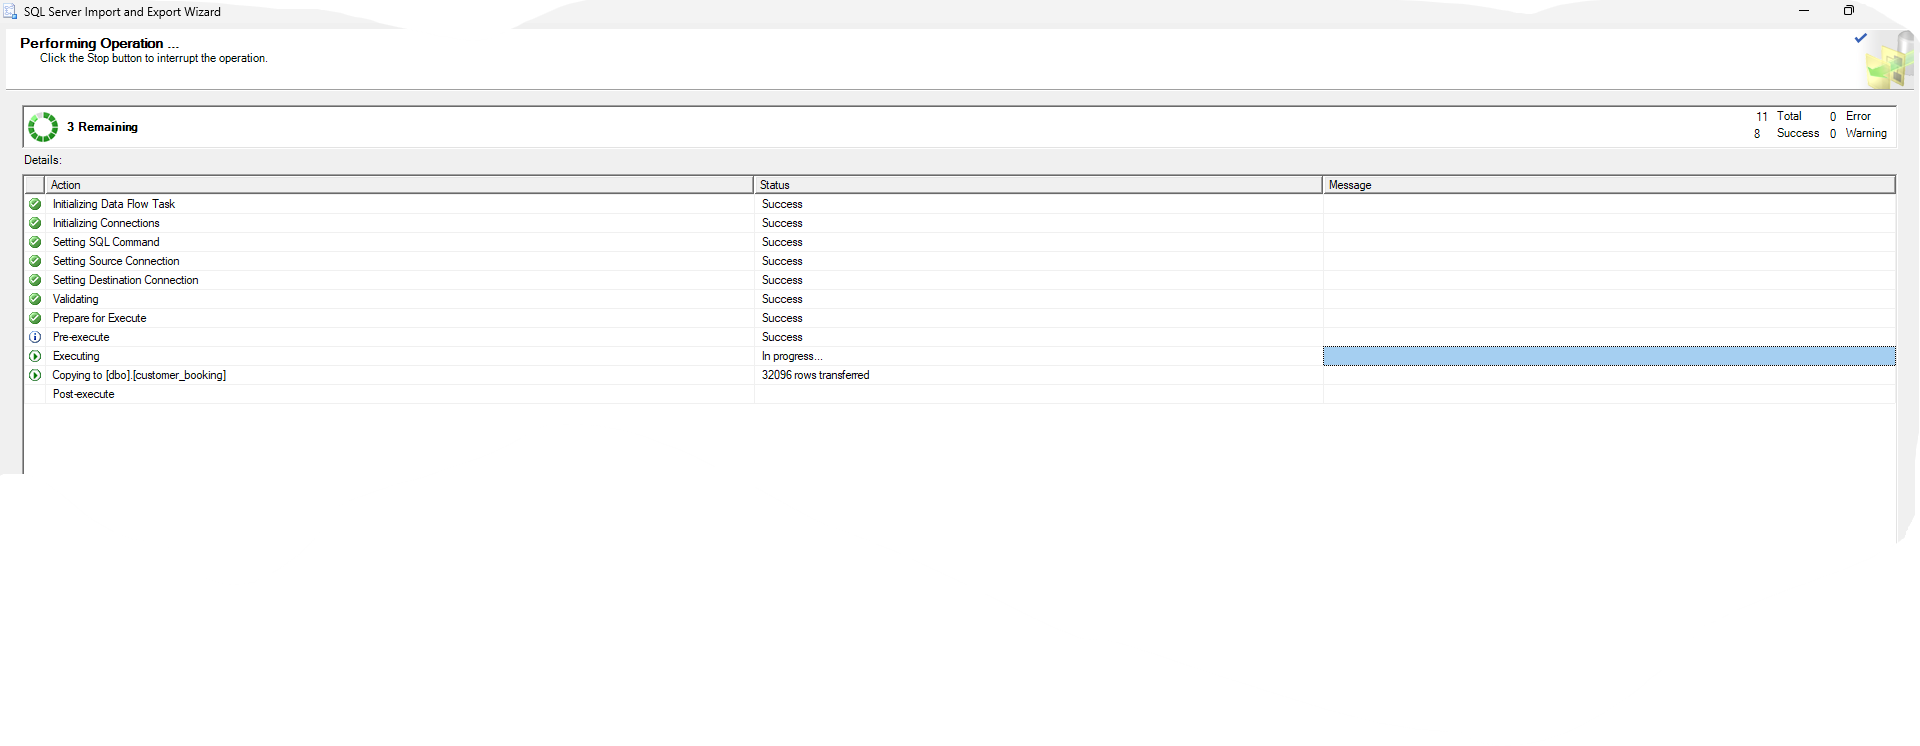 SQL Server Import and Export Wizard
Performing Operation ...
Click the Stop button to interrupt the operation.
3 Remaining
11 Total 0 Error
8 Success 0 Warning
Details:
Action Status Message
Initializing Data Flow Task Success
Initializing Connections Success
Setting SQL Command Success
Setting Source Connection Success
Setting Destination Connection Success
Validating Success
Prepare for Execute Success
Pre-execute Success
Executing In progress...
Copying to [dbo].[customer_booking] 32096 rows transferred
Post-execute